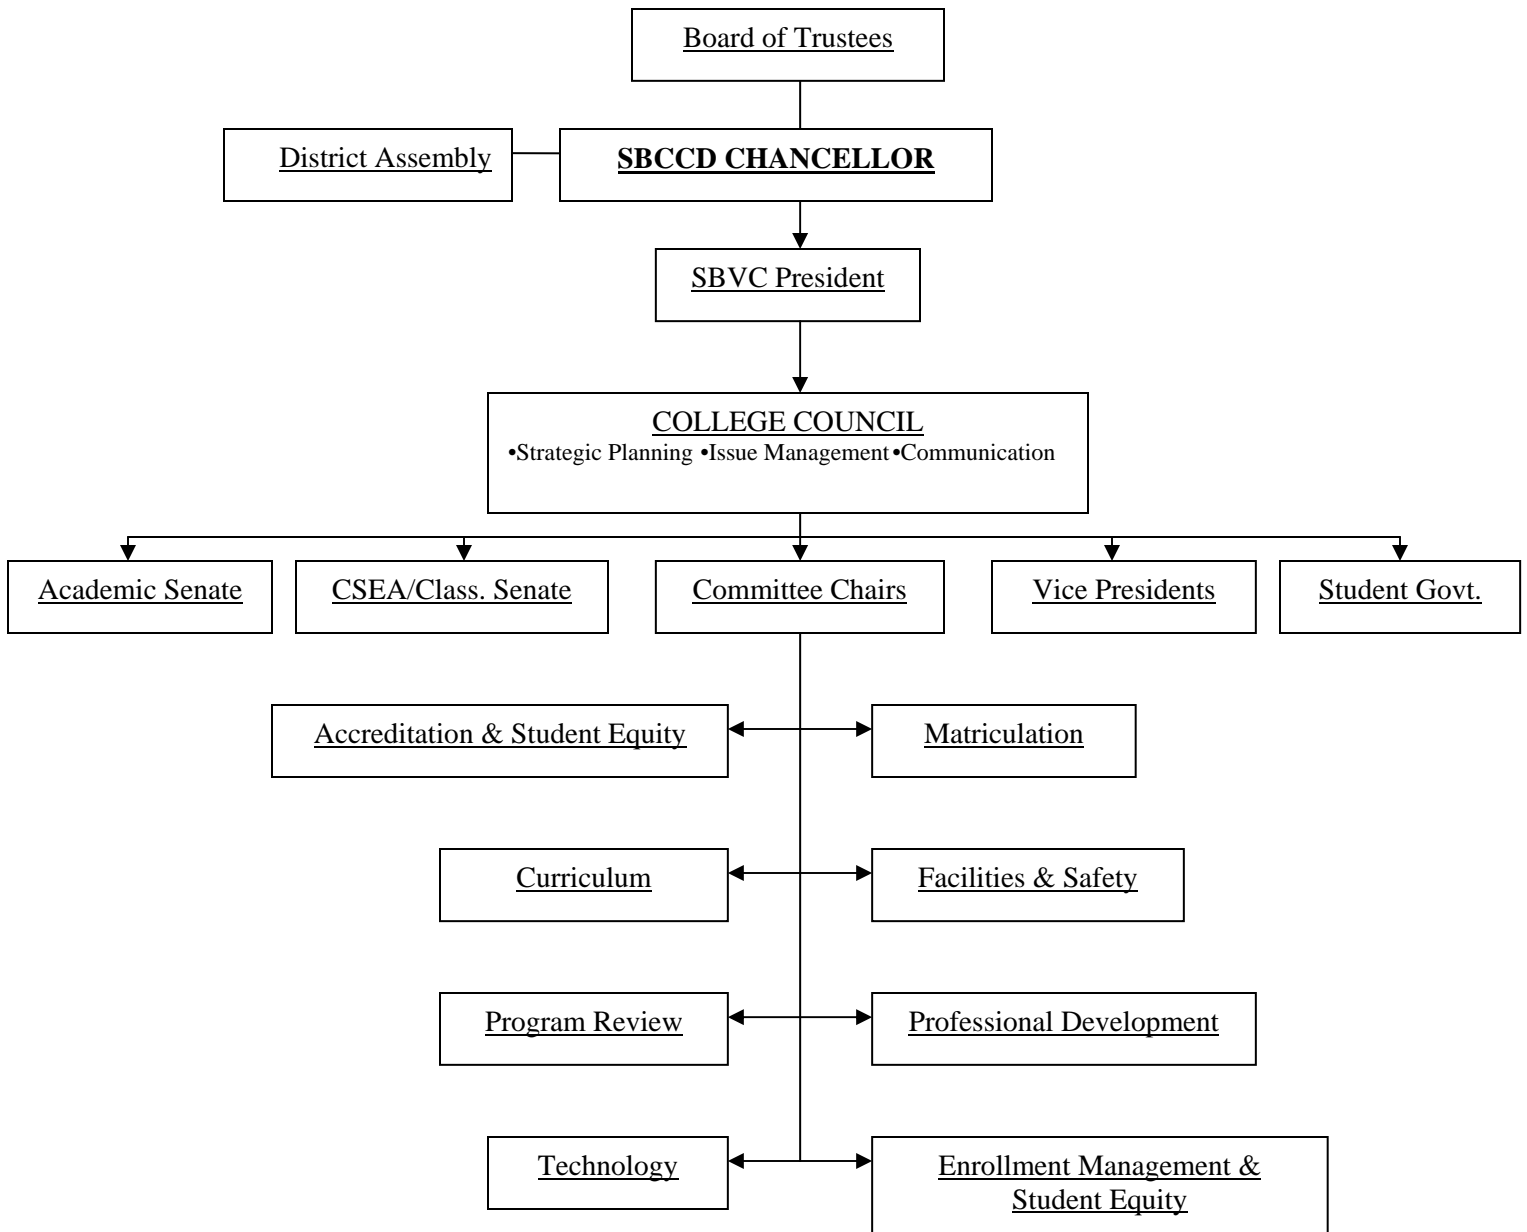 Board of Trustees
District Assembly
SBCCD CHANCELLOR
SBVC President
COLLEGE COUNCIL
•Strategic Planning •Issue Management •Communication
Academic Senate
CSEA/Class. Senate
Committee Chairs
Vice Presidents
Student Govt.
Accreditation & Student Equity
Matriculation
Curriculum
Facilities & Safety
Program Review
Professional Development
Technology
Enrollment Management &
Student Equity